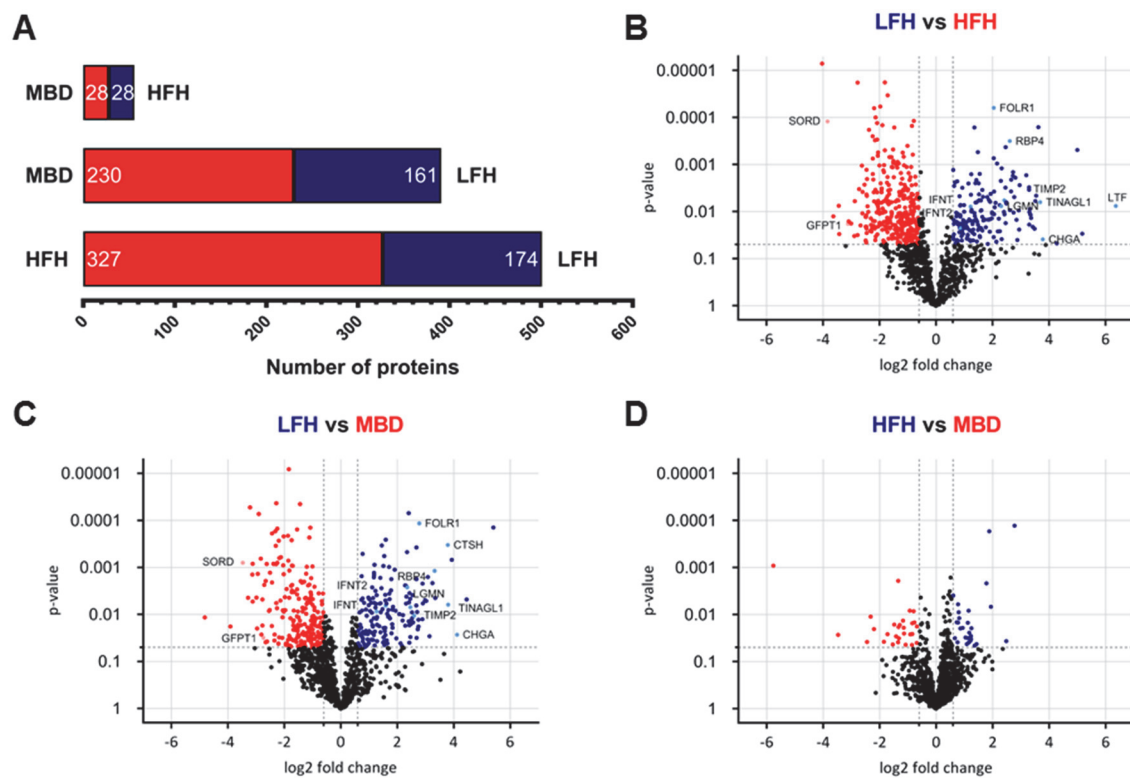 A
MBD 28 28 HFH
MBD 230 161 LFH
HFH 327 174 LFH
0 100 200 300 400 500 600
Number of proteins
B
LFH vs HFH
0.00001
0.0001
0.001
0.01
0.1
1
p-value
SORD
FOLR1
RBP4
IFNT
TIMP2
IFNT2
LGMN
TINAGL1
LTF
GFPT1
CHGA
-6 -4 -2 0 2 4 6
log2 fold change
C
LFH vs MBD
0.00001
0.0001
0.001
0.01
0.1
1
p-value
FOLR1
CTSH
SORD
RBP4
IFNT2
LGMN
IFNT
TINAGL1
TIMP2
GFPT1
CHGA
-6 -4 -2 0 2 4 6
log2 fold change
D
HFH vs MBD
0.00001
0.0001
0.001
0.01
0.1
1
p-value
-6 -4 -2 0 2 4 6
log2 fold change